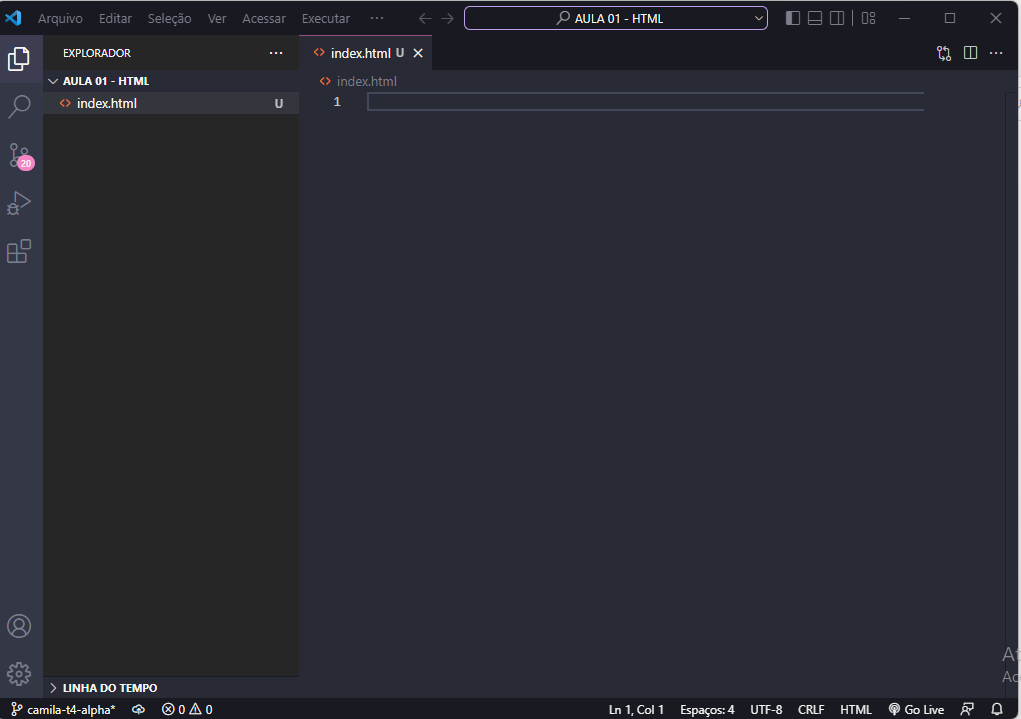 Arquivo Editar Seleção Ver Acessar Executar ··· AULA 01 - HTML
EXPLORADOR ···
index.html U
AULA 01 - HTML
index.html
index.html U
1
20
LINHA DO TEMPO
camila-t4-alpha* 0 0 Ln 1, Col 1 Espaços: 4 UTF-8 CRLF HTML Go Live